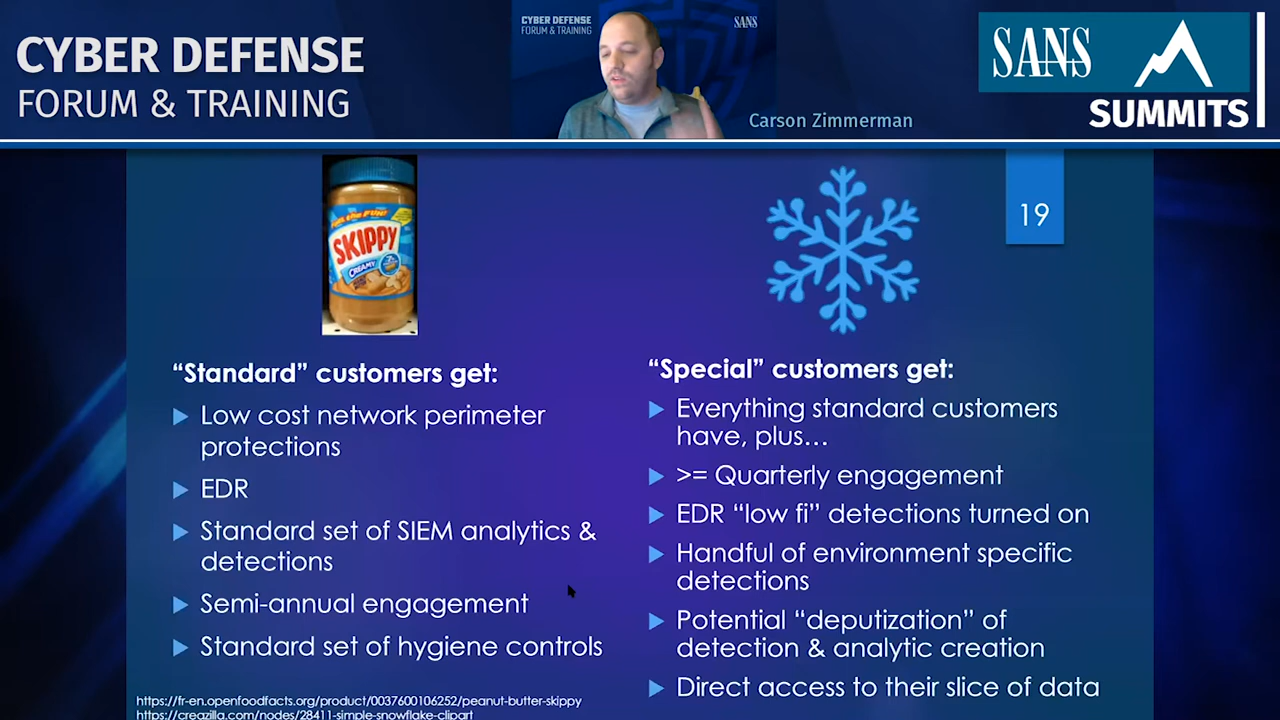 CYBER DEFENSE
FORUM & TRAINING
CYBER DEFENSE
FORUM & TRAINING
SANS
Carson Zimmerman
SANS
SUMMITS
SKIPPY
CREAMY
19
“Standard” customers get:
Low cost network perimeter
protections
EDR
Standard set of SIEM analytics &
detections
Semi-annual engagement
Standard set of hygiene controls
“Special” customers get:
Everything standard customers
have, plus…
>= Quarterly engagement
EDR “low fi” detections turned on
Handful of environment specific
detections
Potential “deputization” of
detection & analytic creation
Direct access to their slice of data
https://fr-en.openfoodfacts.org/product/0037600106252/peanut-butter-skippy
https://creazilla.com/nodes/28411-simple-snowflake-clipart